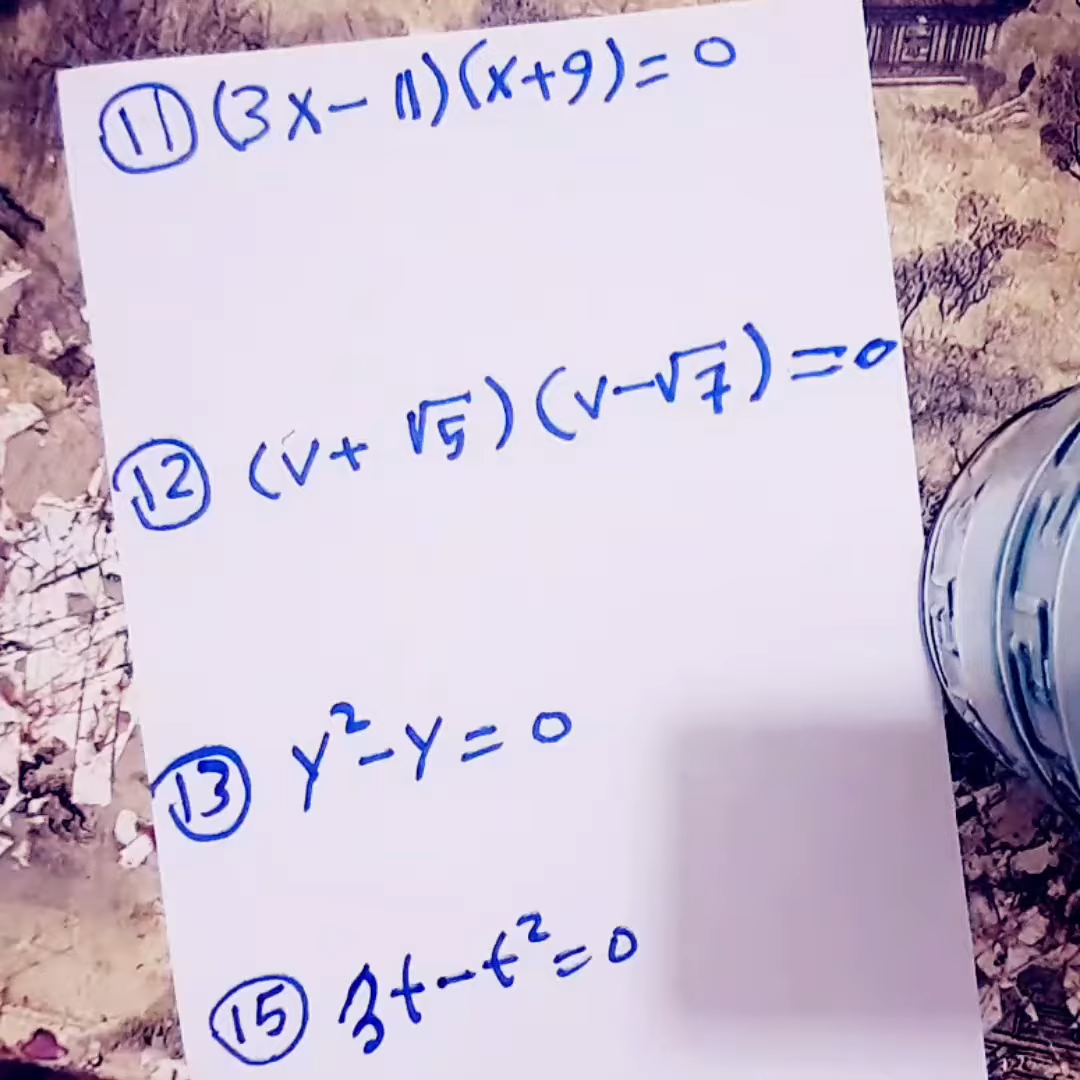 11 (3x - 11)(x+9) = 0
12 (v + √5)(v - √7) = 0
13 y² - y = 0
15 3t - t² = 0